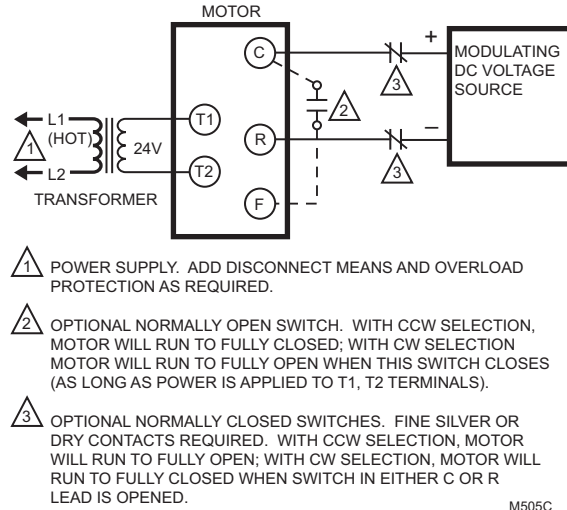 MOTOR
C
+
MODULATING
DC VOLTAGE
SOURCE
3
2
L1
(HOT)
1
L2
24V
T1
T2
R
–
3
F
TRANSFORMER
1 POWER SUPPLY. ADD DISCONNECT MEANS AND OVERLOAD
PROTECTION AS REQUIRED.
2 OPTIONAL NORMALLY OPEN SWITCH. WITH CCW SELECTION,
MOTOR WILL RUN TO FULLY CLOSED; WITH CW SELECTION
MOTOR WILL RUN TO FULLY OPEN WHEN THIS SWITCH CLOSES
(AS LONG AS POWER IS APPLIED TO T1, T2 TERMINALS).
3 OPTIONAL NORMALLY CLOSED SWITCHES. FINE SILVER OR
DRY CONTACTS REQUIRED. WITH CCW SELECTION, MOTOR
WILL RUN TO FULLY OPEN; WITH CW SELECTION, MOTOR WILL
RUN TO FULLY CLOSED WHEN SWITCH IN EITHER C OR R
LEAD IS OPENED.
M505C